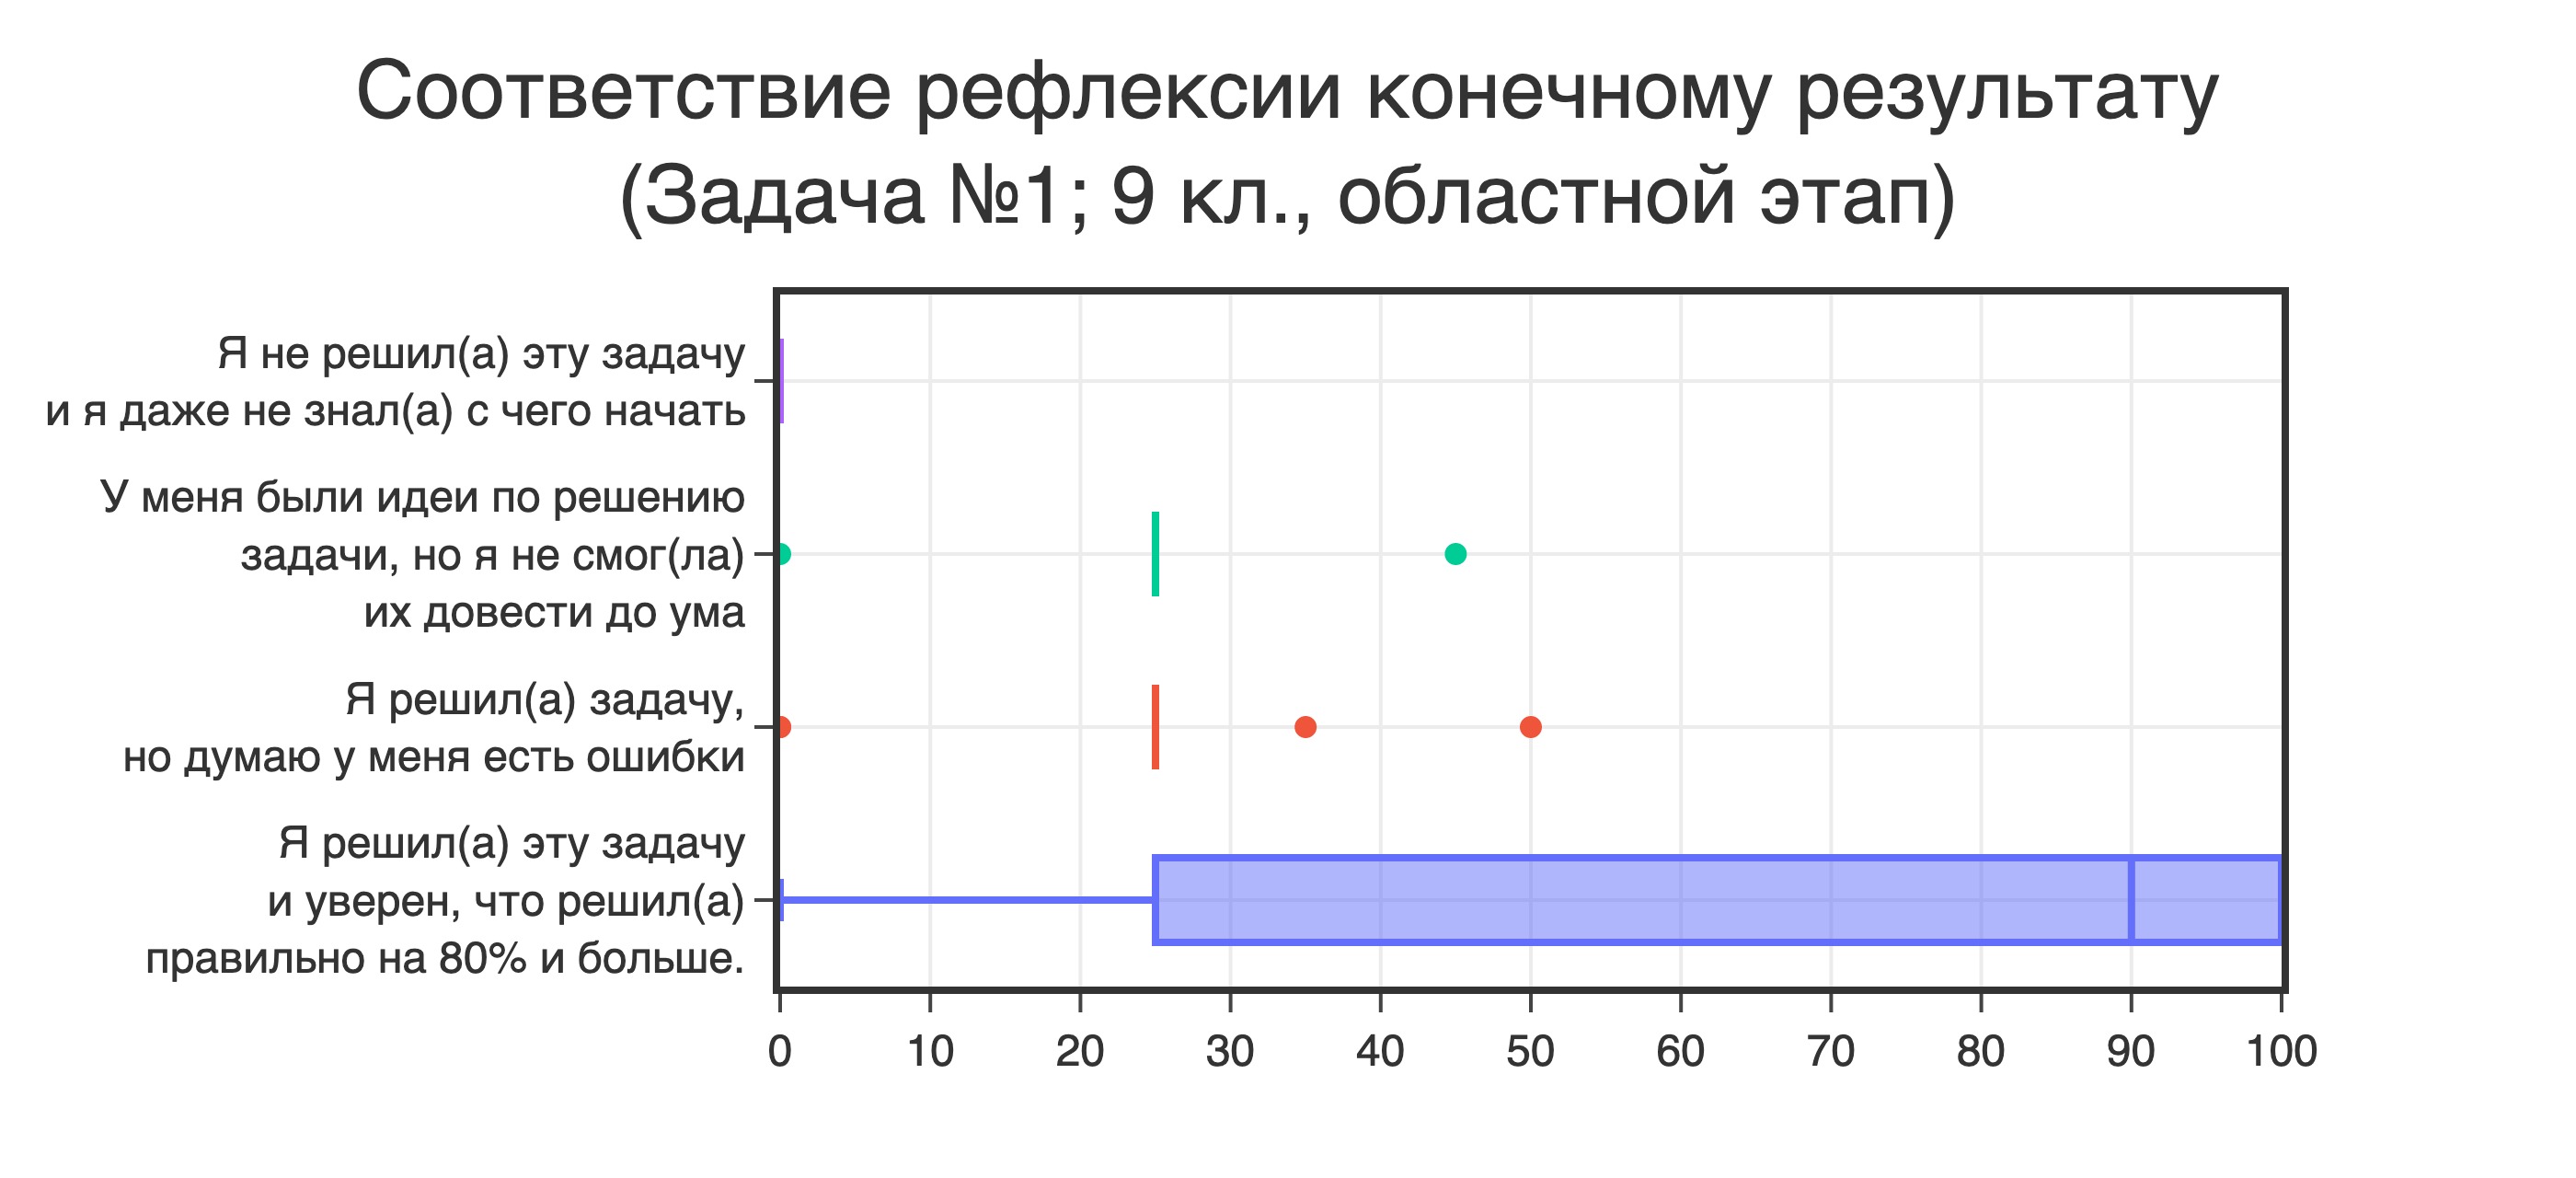 Соответствие рефлексии конечному результату
(Задача №1; 9 кл., областной этап)
Я не решил(а) эту задачу
и я даже не знал(а) с чего начать
У меня были идеи по решению
задачи, но я не смог(ла)
их довести до ума
Я решил(а) задачу,
но думаю у меня есть ошибки
Я решил(а) эту задачу
и уверен, что решил(а)
правильно на 80% и больше.
0 10 20 30 40 50 60 70 80 90 100